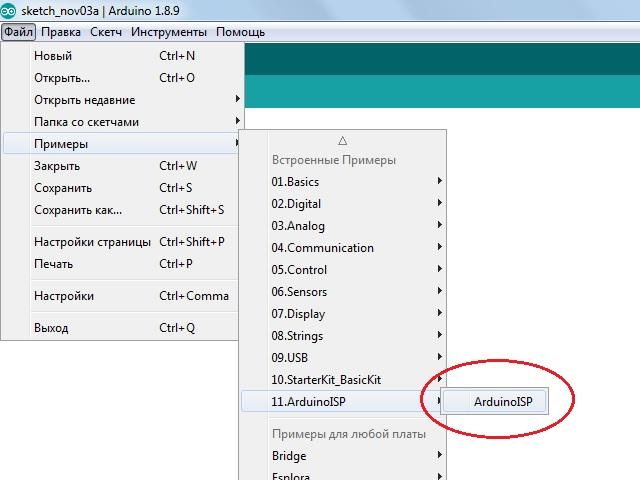 sketch_nov03a | Arduino 1.8.9
Файл Правка Скетч Инструменты Помощь
Новый Ctrl+N
Открыть... Ctrl+O
Открыть недавние
Папка со скетчами
Примеры
Закрыть Ctrl+W
Сохранить Ctrl+S
Сохранить как... Ctrl+Shift+S
Настройки страницы Ctrl+Shift+P
Печать Ctrl+P
Настройки Ctrl+Comma
Выход Ctrl+Q
Встроенные Примеры
01.Basics
02.Digital
03.Analog
04.Communication
05.Control
06.Sensors
07.Display
08.Strings
09.USB
10.StarterKit_BasicKit
11.ArduinoISP
ArduinoISP
Примеры для любой платы
Bridge
Esplora